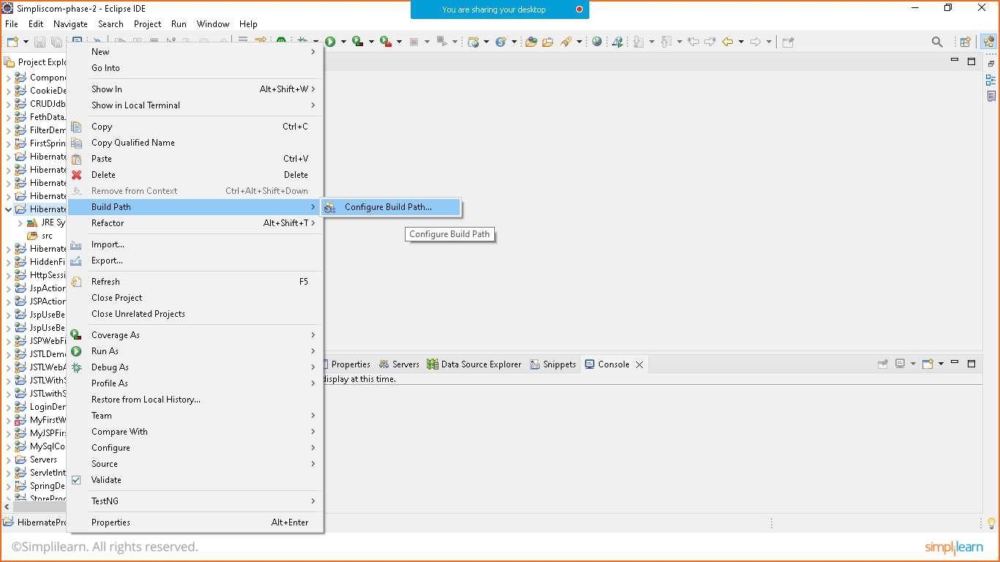 Simpliscom-phase-2 - Eclipse IDE
You are sharing your desktop
File Edit Navigate Search Project Run Window Help
Project Explo
Compone
CookieDe
CRUDJdb
FethData.
FilterDem
FirstSprin
Hibernate
Hibernate
Hibernate
Hibernate
Hibernate
JRE Sy
src
Hibernate
HiddenFi
HttpSessi
JspAction
JSPAction
JspUseBe
JspUseBe
JSPWebFi
JSTLDemo
JSTLWebA
JSTLWithS
JSTLwithS
LoginDem
MyFirstW
MyJSPFirs
MySqlCo
Servers
ServletInt
SpringDe
StoreProc
HibernatePro
New
Go Into
Show In Alt+Shift+W
Show in Local Terminal
Copy Ctrl+C
Copy Qualified Name
Paste Ctrl+V
Delete Delete
Remove from Context Ctrl+Alt+Shift+Down
Build Path
Refactor Alt+Shift+T
Import...
Export...
Refresh F5
Close Project
Close Unrelated Projects
Coverage As
Run As
Debug As
Profile As
Restore from Local History...
Team
Compare With
Configure
Source
Validate
TestNG
Properties Alt+Enter
Configure Build Path...
Configure Build Path
Properties Servers Data Source Explorer Snippets Console
display at this time.
©Simplilearn. All rights reserved.
simplilearn